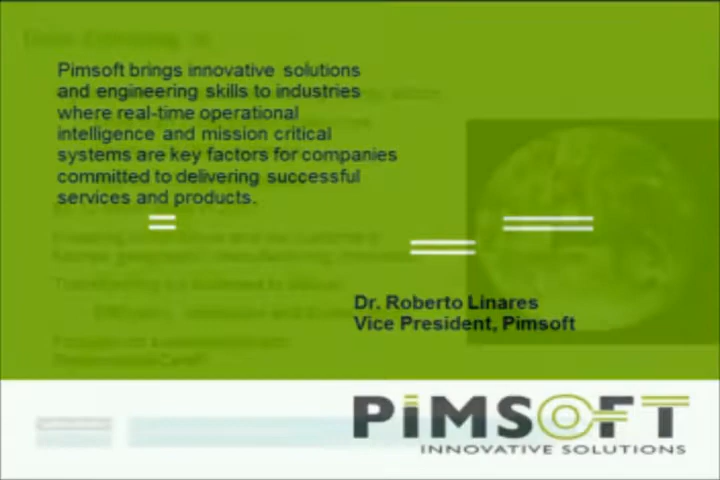 Pimsoft brings innovative solutions
and engineering skills to industries
where real-time operational
intelligence and mission critical
systems are key factors for companies
committed to delivering successful
services and products.
Dr. Roberto Linares
Vice President, Pimsoft
PiMSOFT
INNOVATIVE SOLUTIONS